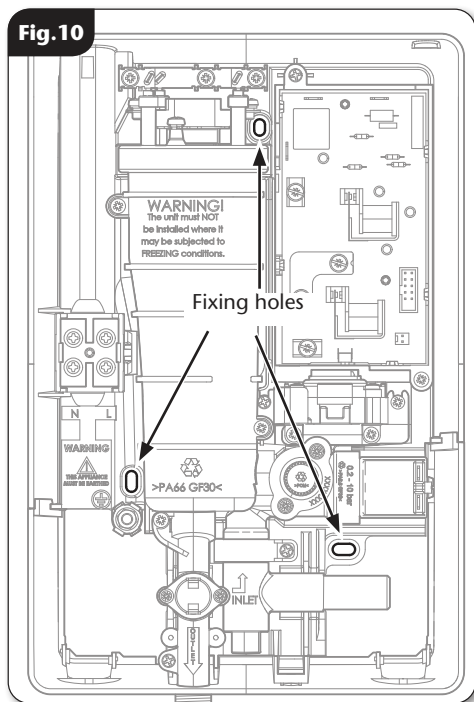 Fig.10
WARNING!
The unit must NOT
be installed where it
may be subjected to
FREEZING conditions.
Fixing holes
N L
WARNING
THIS APPLIANCE
MUST BE EARTHED
>PA66 GF30<
0.2 - 10 bar
INLET
OUTLET